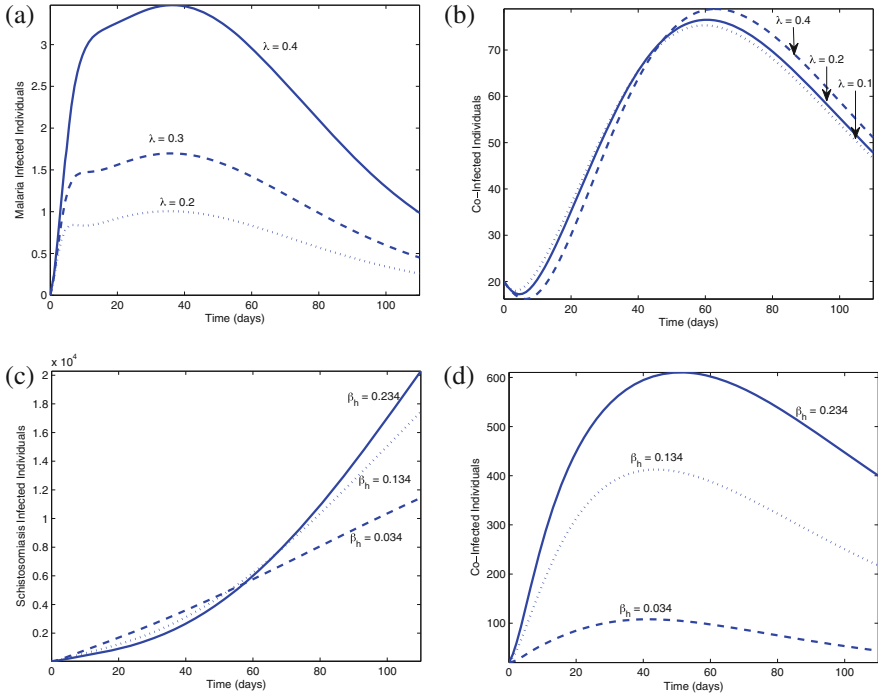 (a)
Malaria Infected Individuals
3
2.5
2
1.5
1
0.5
0
λ = 0.4
λ = 0.3
λ = 0.2
0 20 40 60 80 100
Time (days)
(b)
Co−Infected Individuals
70
60
50
40
30
20
λ = 0.4
λ = 0.2
λ = 0.1
0 20 40 60 80 100
Time (days)
(c)
x 10^4
Schistosomiasis Infected Individuals
2
1.8
1.6
1.4
1.2
1
0.8
0.6
0.4
0.2
β_h = 0.234
β_h = 0.134
β_h = 0.034
0 20 40 60 80 100
Time (days)
(d)
Co−Infected Individuals
600
500
400
300
200
100
β_h = 0.234
β_h = 0.134
β_h = 0.034
0 20 40 60 80 100
Time (days)